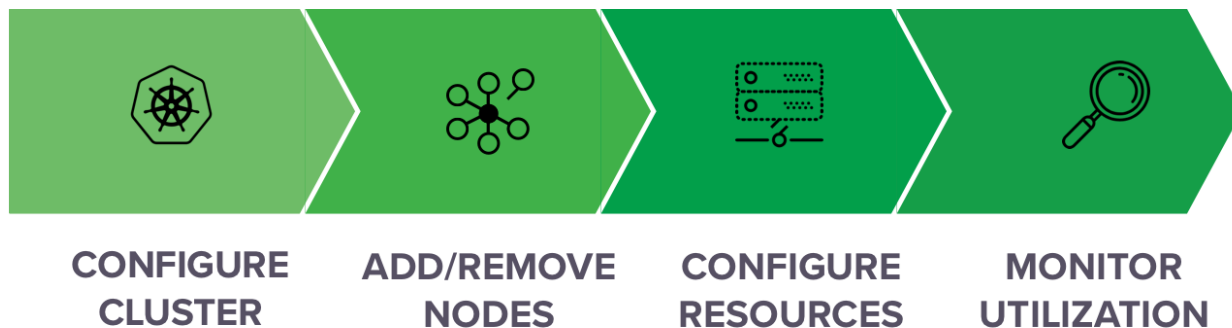 CONFIGURE
CLUSTER
ADD/REMOVE
NODES
CONFIGURE
RESOURCES
MONITOR
UTILIZATION